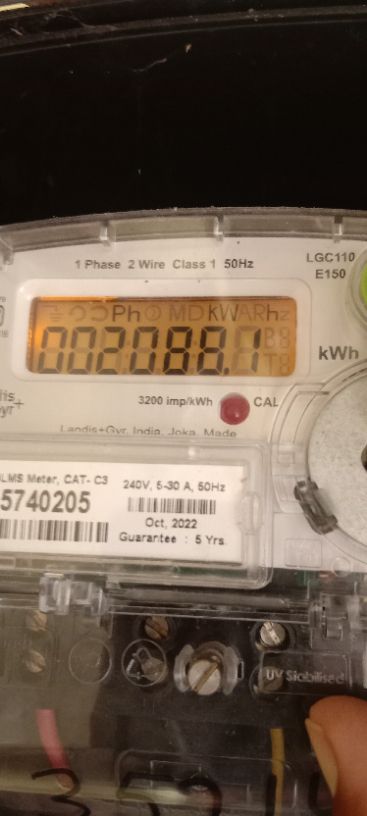 1 Phase 2 Wire Class 1 50Hz
LGC110
E150
Ph MD kWARhz
002088.1
kWh
3200 imp/kWh CAL
Landis+Gyr, India, Joka, Made
LMS Meter, CAT- C3
5740205
240V, 5-30 A, 50Hz
Oct, 2022
Guarantee : 5 Yrs.
UV Stabilised